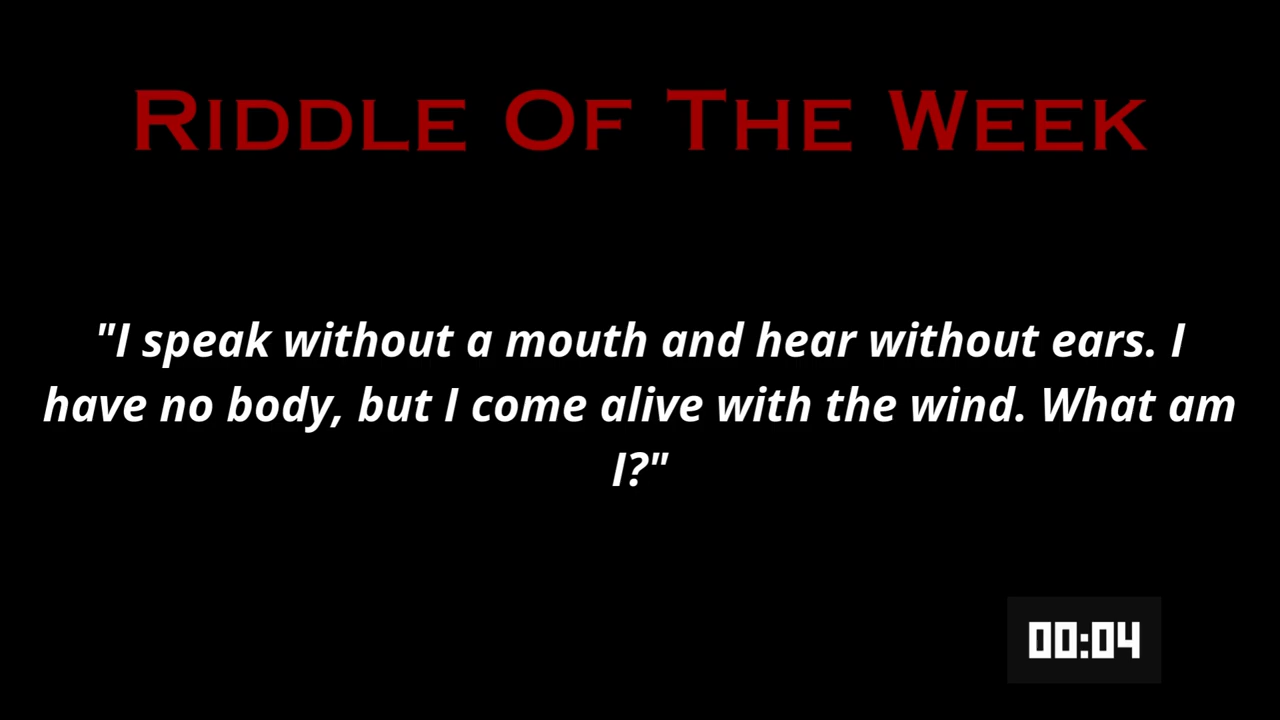 Riddle Of The Week
"I speak without a mouth and hear without ears. I
have no body, but I come alive with the wind. What am
I?"
00:04